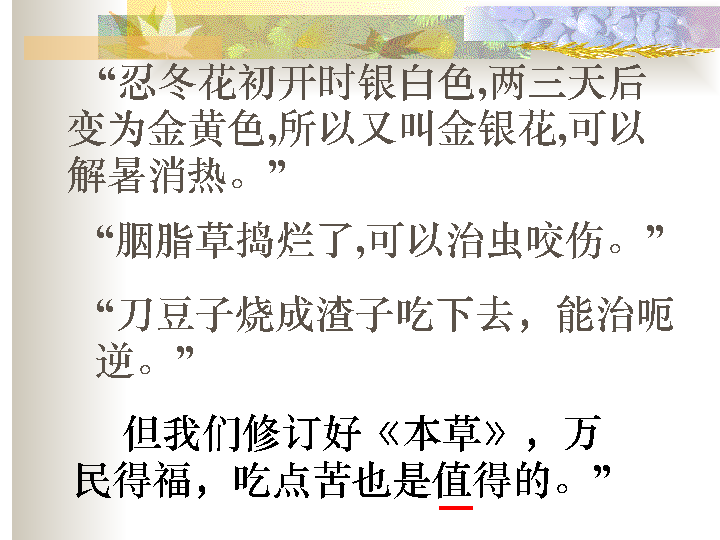 “忍冬花初开时银白色,两三天后
变为金黄色,所以又叫金银花,可以
解暑消热。”
“胭脂草捣烂了,可以治虫咬伤。”
“刀豆子烧成渣子吃下去，能治呃
逆。”
但我们修订好《本草》，万
民得福，吃点苦也是值得的。”